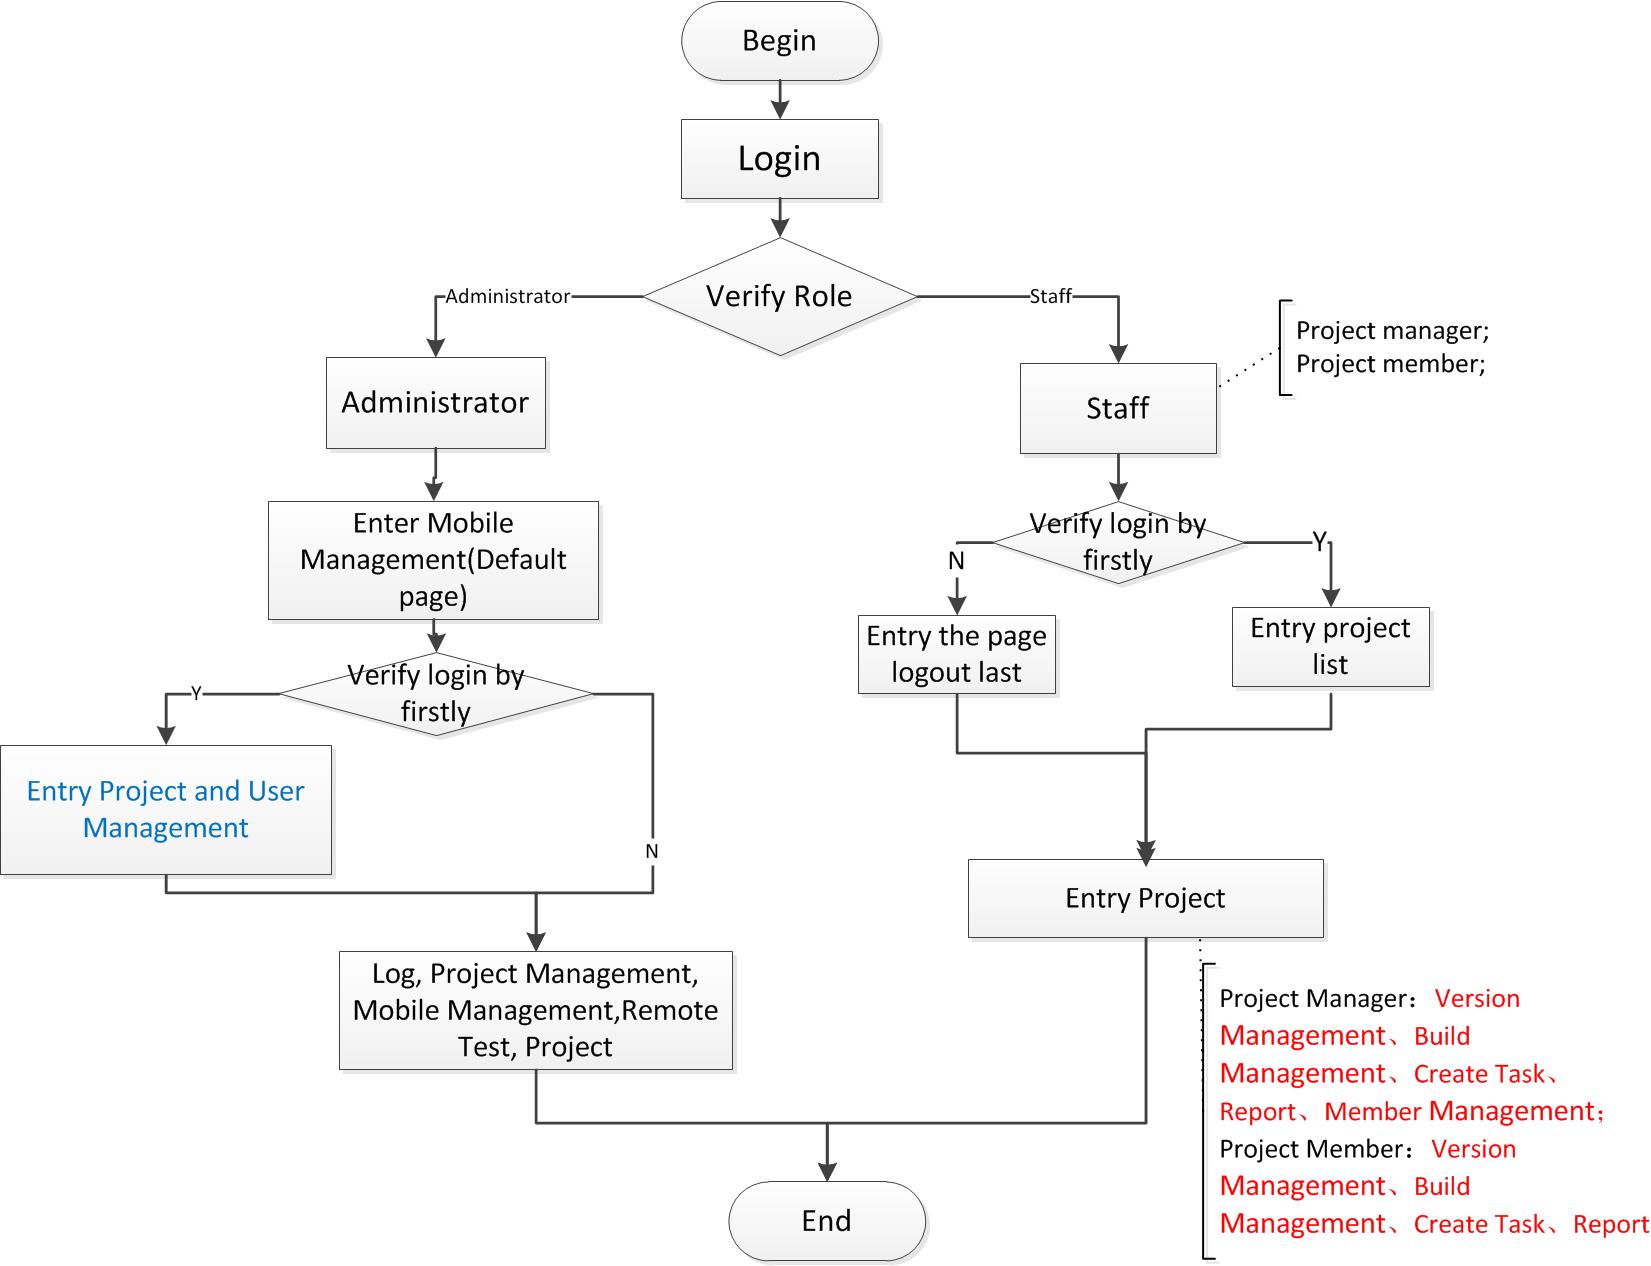 Begin
Login
Verify Role
Administrator
Staff
Project manager;
Project member;
Administrator
Staff
Enter Mobile
Management(Default
page)
Verify login by
firstly
Y
N
Verify login by
firstly
N
Y
Entry the page
logout last
Entry project
list
Entry Project and User
Management
Entry Project
Log, Project Management,
Mobile Management,Remote
Test, Project
Project Manager：Version
Management、Build
Management、Create Task、
Report、Member Management；
Project Member：Version
Management、Build
Management、Create Task、Report
End